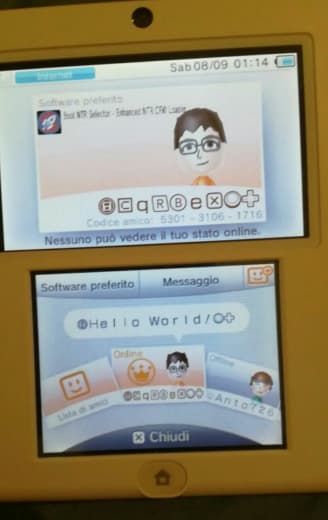 Internet
Sab 08/09 01:14
Software preferito
Boot NTR Selector - Enhanced NTR CFW Loader
Codice amico: 5301 - 3106 - 1716
Nessuno può vedere il tuo stato online.
Software preferito
Messaggio
Hello World/
Online
Offline
Lista di amici
Anto726
Chiudi